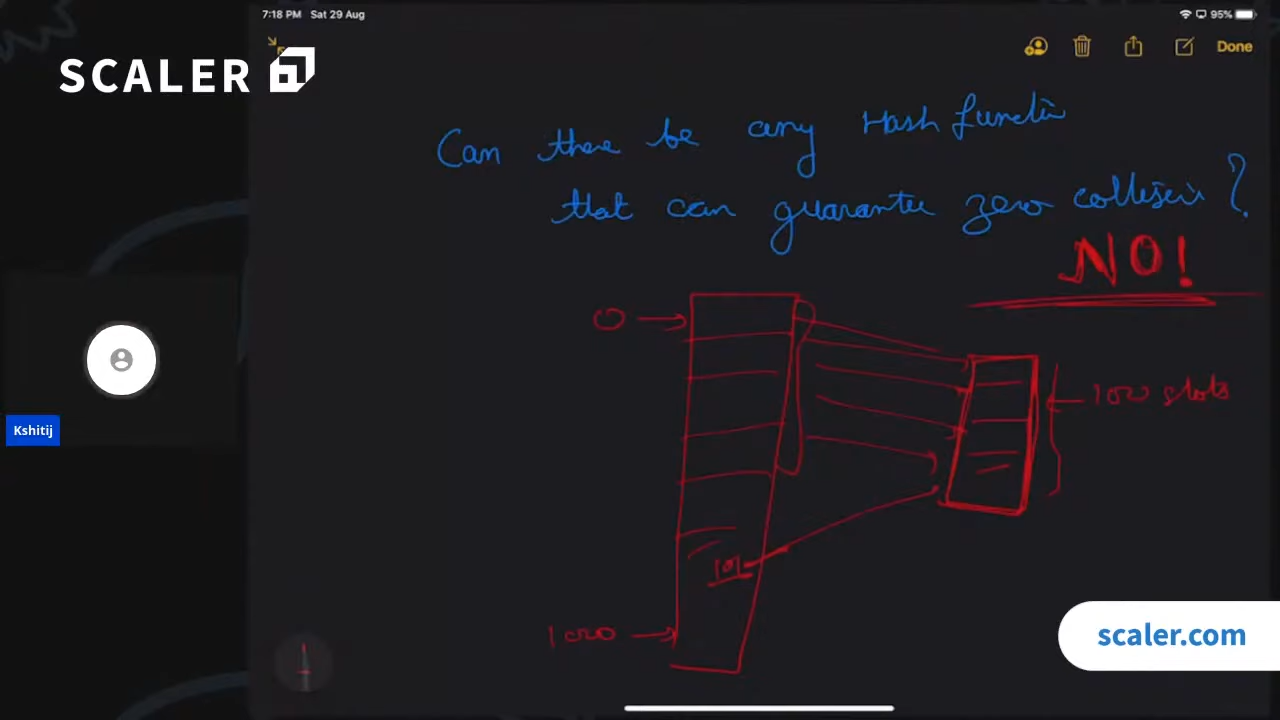 7:18 PM Sat 29 Aug
95%
SCALER
Done
Can there be any Hash functio
that can guarantee zero collision ?
NO!
0
100 slots
101
1000
Kshitij
scaler.com